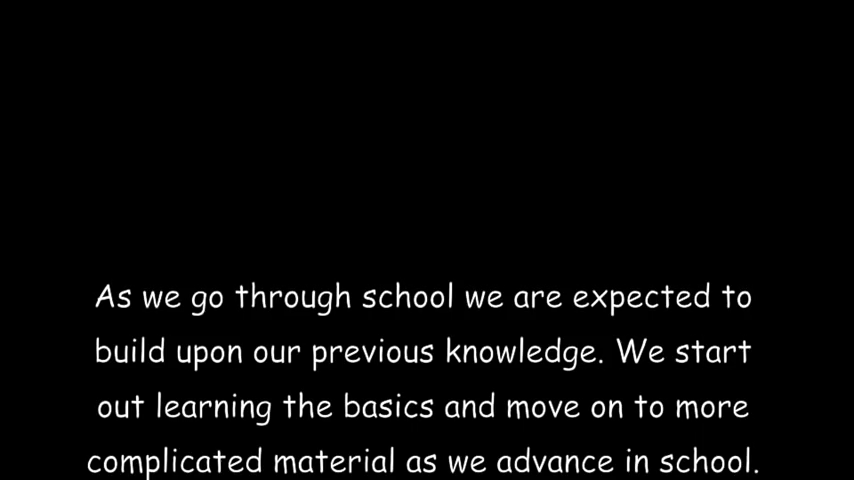 As we go through school we are expected to
build upon our previous knowledge. We start
out learning the basics and move on to more
complicated material as we advance in school.